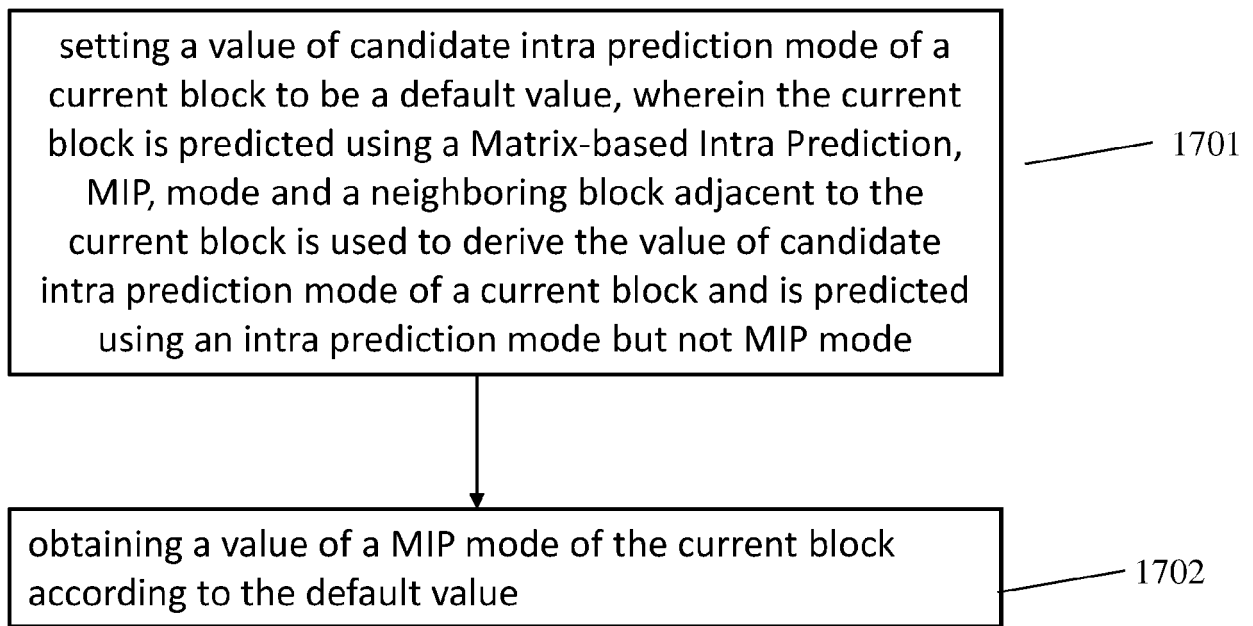 setting a value of candidate intra prediction mode of a
current block to be a default value, wherein the current
block is predicted using a Matrix-based Intra Prediction,
MIP, mode and a neighboring block adjacent to the
current block is used to derive the value of candidate
intra prediction mode of a current block and is predicted
using an intra prediction mode but not MIP mode
1701
obtaining a value of a MIP mode of the current block
according to the default value
1702